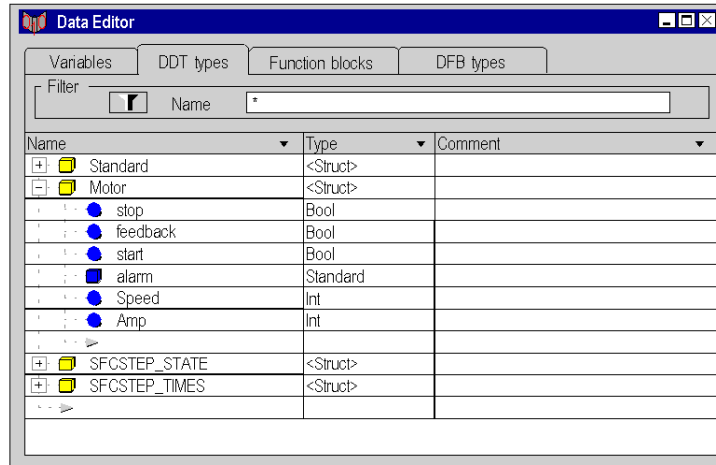 Data Editor
Variables DDT types Function blocks DFB types
Filter
Name *
Name Type Comment
Standard <Struct>
Motor <Struct>
stop Bool
feedback Bool
start Bool
alarm Standard
Speed Int
Amp Int
SFCSTEP_STATE <Struct>
SFCSTEP_TIMES <Struct>